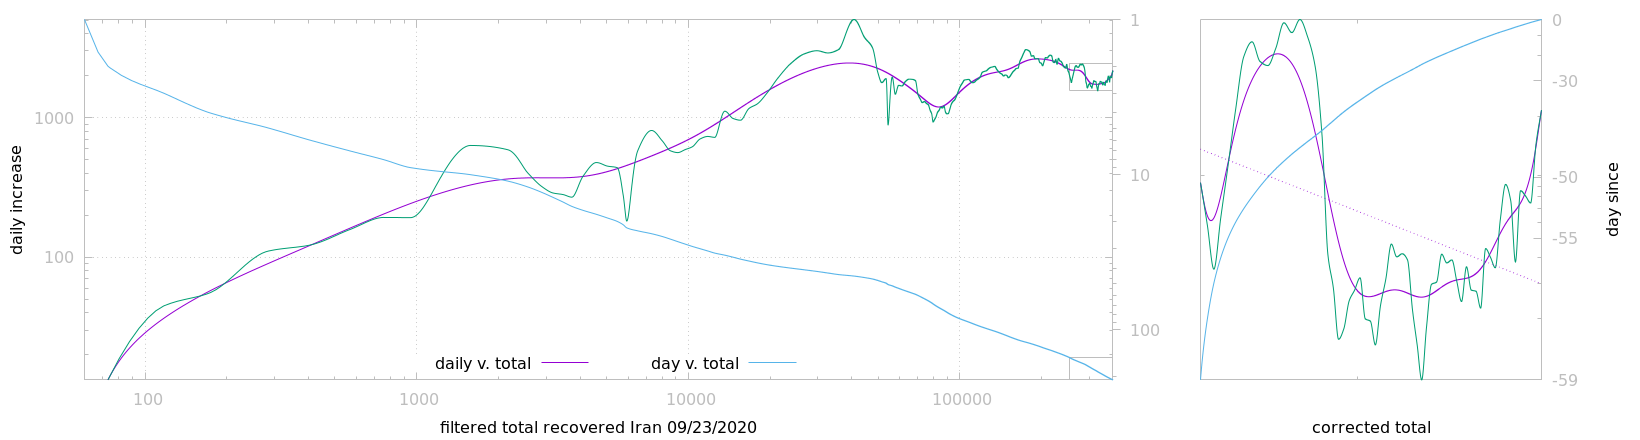 daily increase
1000
100
1
10
100
daily v. total
day v. total
100
1000
10000
100000
filtered total recovered Iran 09/23/2020
0
-30
-50
-55
-59
day since
corrected total